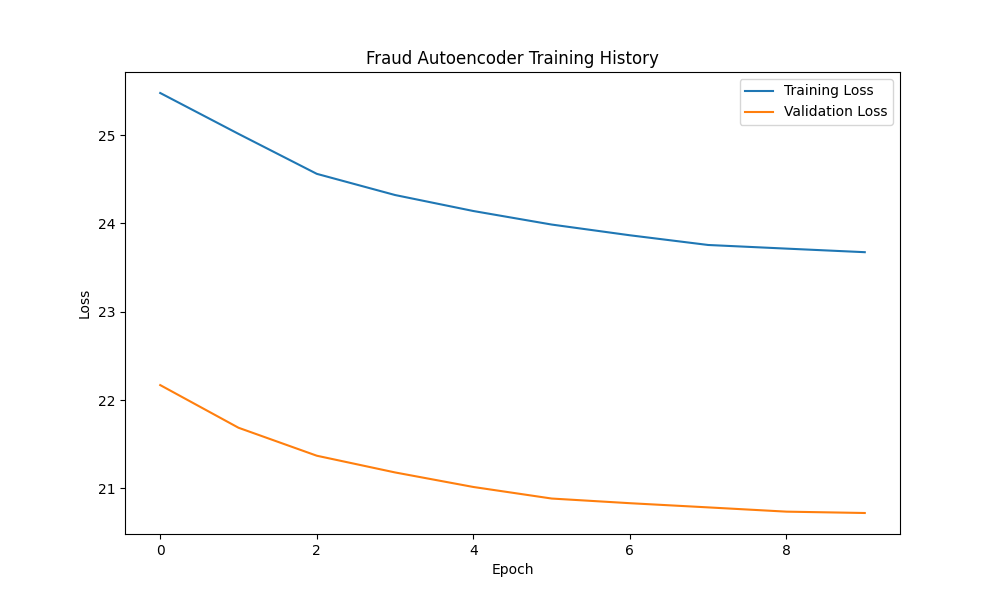 Fraud Autoencoder Training History
Training Loss
Validation Loss
25
24
23
22
21
Loss
0 2 4 6 8
Epoch